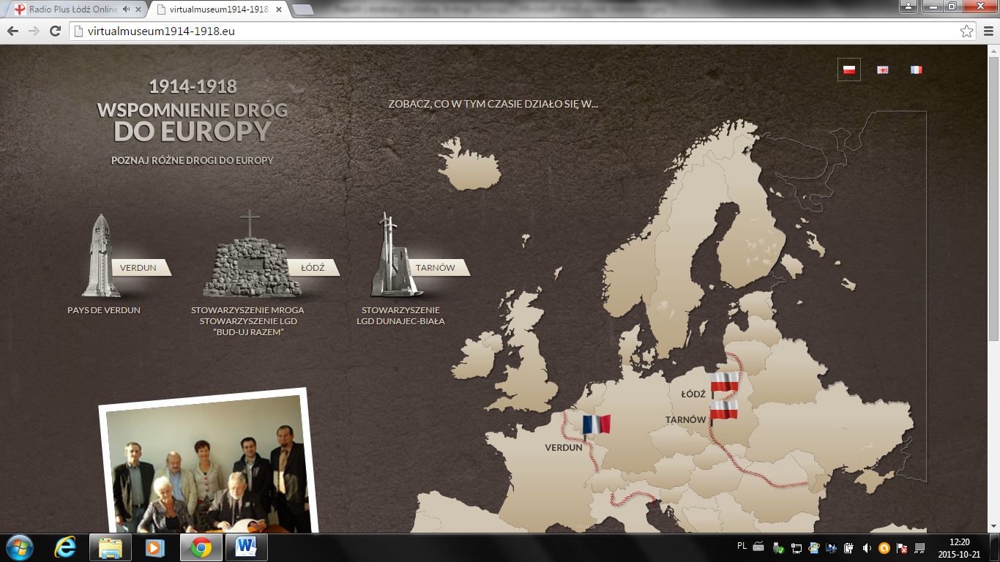 Radio Plus Łódź Online
virtualmuseum1914-1918.
virtualmuseum1914-1918.eu
1914-1918
WSPOMNIENIE DRÓG
DO EUROPY
POZNAJ RÓŻNE DROGI DO EUROPY
ZOBACZ, CO W TYM CZASIE DZIAŁO SIĘ W...
VERDUN
ŁÓDŹ
TARNÓW
PAYS DE VERDUN
STOWARZYSZENIE MROGA
STOWARZYSZENIE LGD
"BUD-UJ RAZEM"
STOWARZYSZENIE
LGD DUNAJEC-BIAŁA
ŁÓDŹ
TARNÓW
VERDUN
PL
12:20
2015-10-21